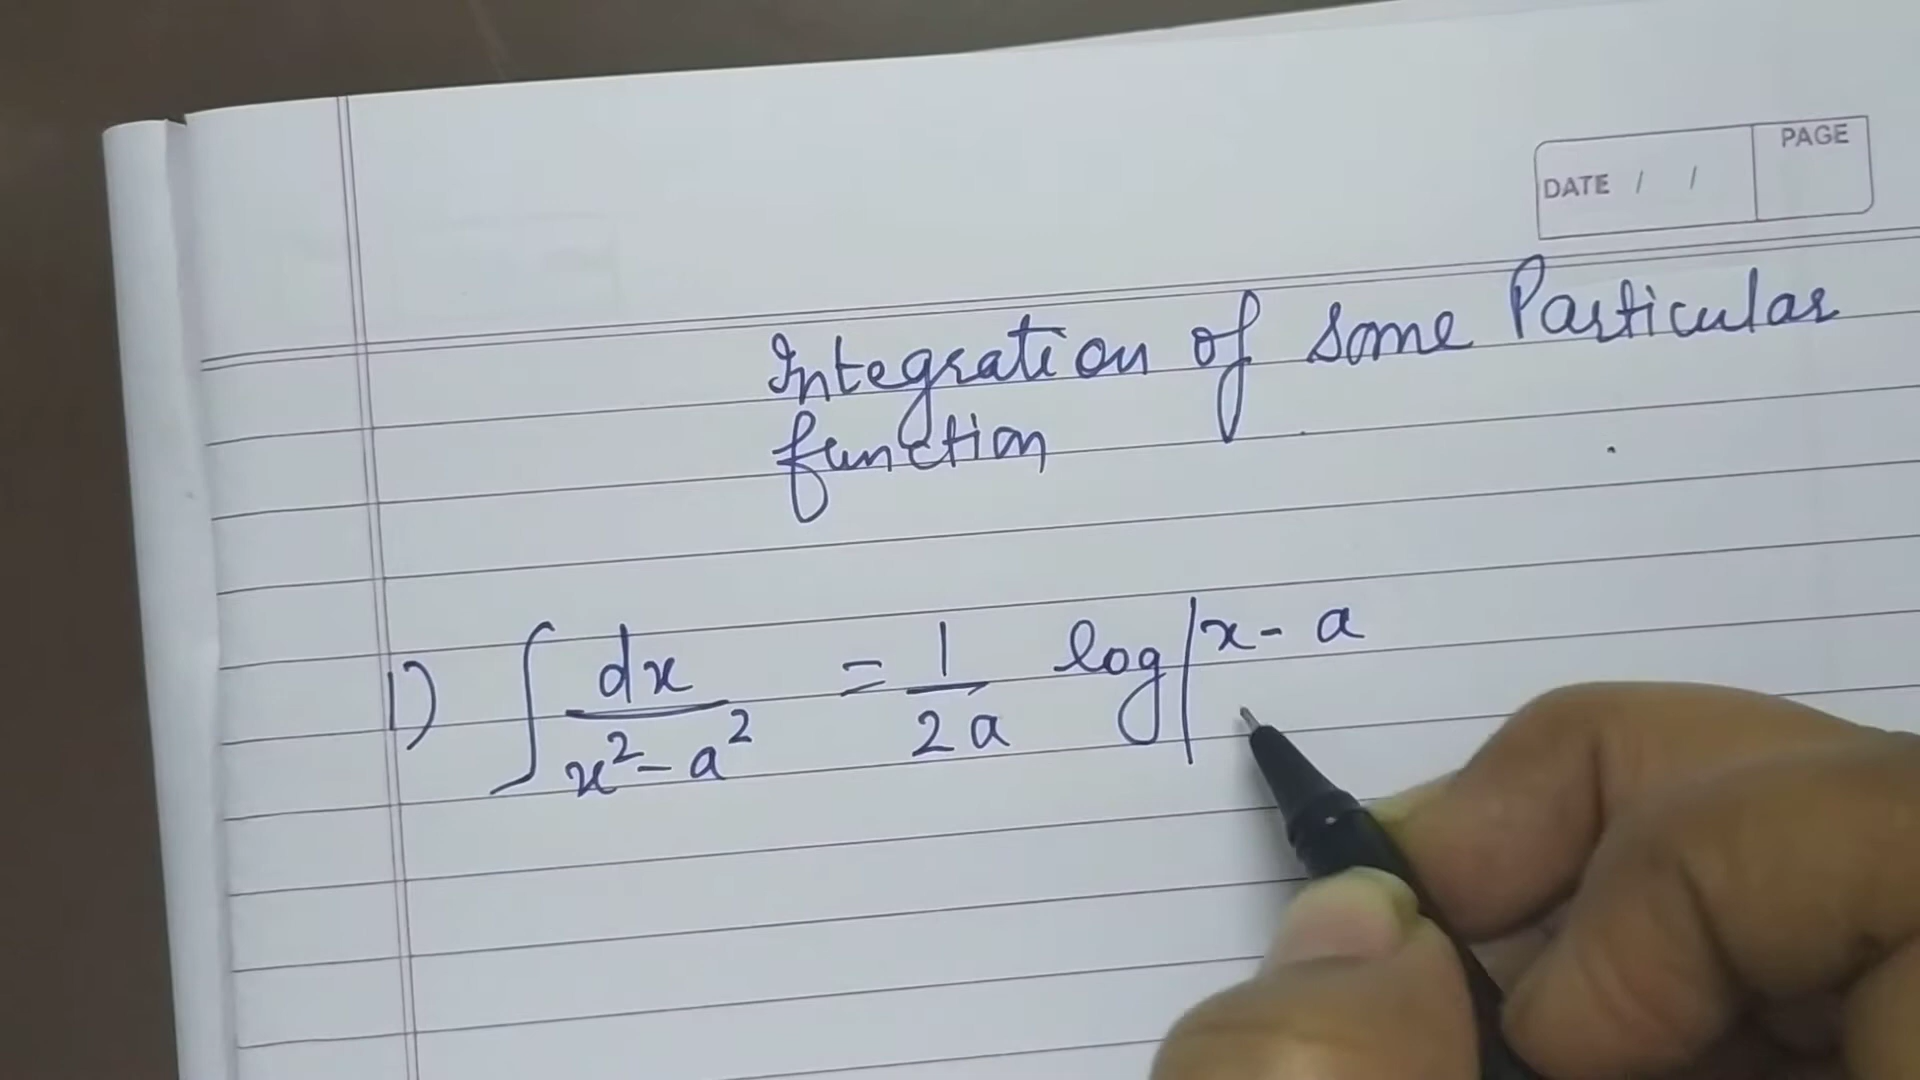 PAGE
DATE / /
Integration of Some Particular
function
1) ∫ dx / x² - a² = 1 / 2a log | x - a